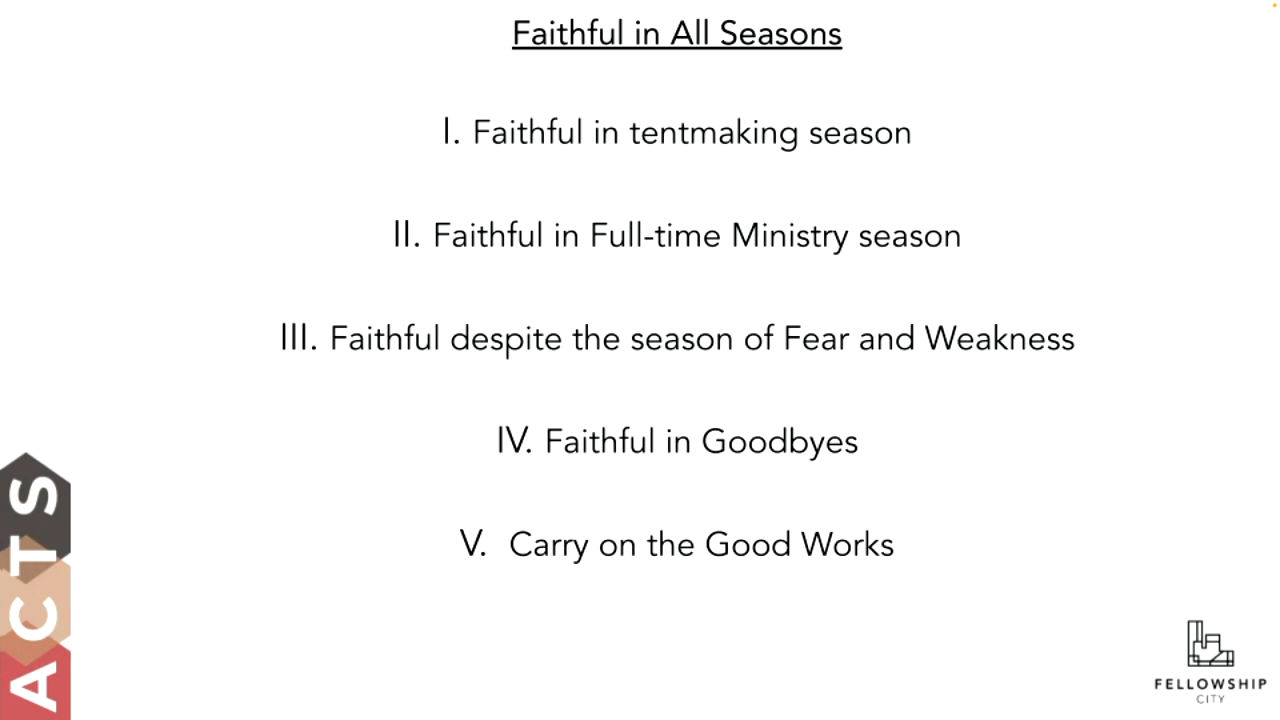 Faithful in All Seasons
I. Faithful in tentmaking season
II. Faithful in Full-time Ministry season
III. Faithful despite the season of Fear and Weakness
IV. Faithful in Goodbyes
V. Carry on the Good Works
ACTS
FELLOWSHIP
CITY